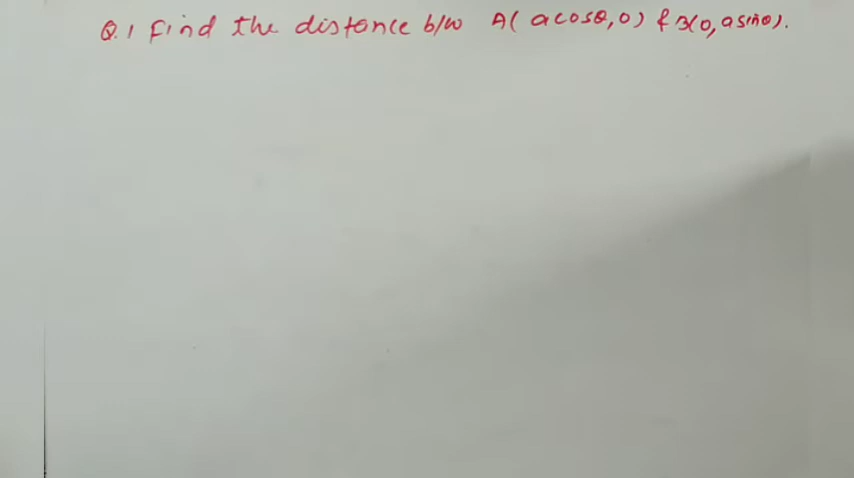 Q.1 Find the distance b/w A( acosθ,0) & B(0,asinθ).